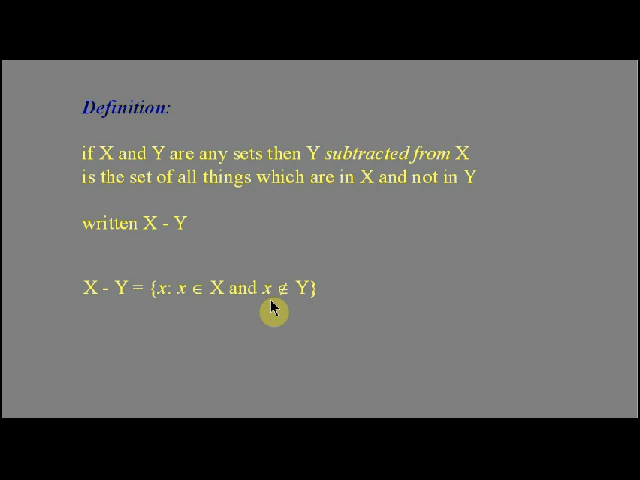 Definition:
if X and Y are any sets then Y subtracted from X
is the set of all things which are in X and not in Y
written X - Y
X - Y = {x: x ∈ X and x ∉ Y}